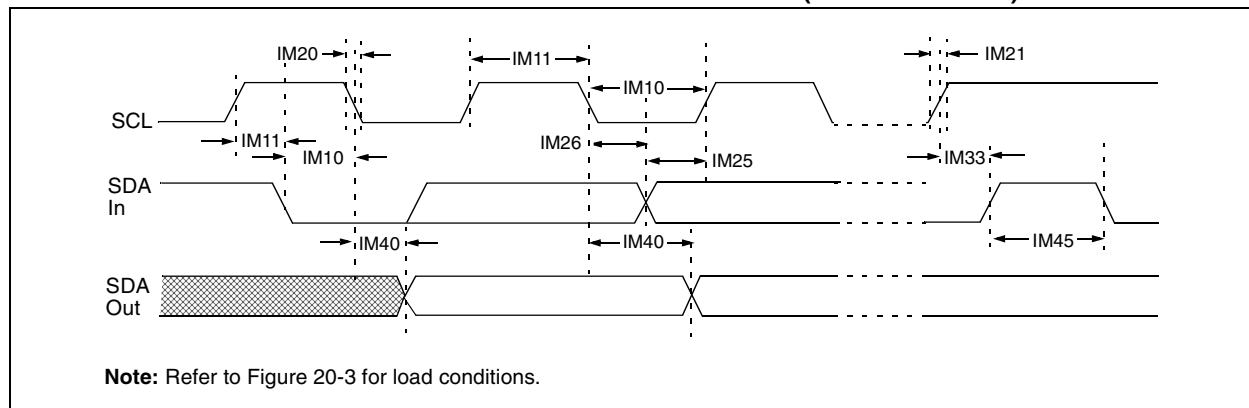 IM20
IM11
IM21
IM10
SCL
IM11
IM26
IM10
IM25
IM33
SDA
In
IM40
IM40
IM45
SDA
Out
Note: Refer to Figure 20-3 for load conditions.